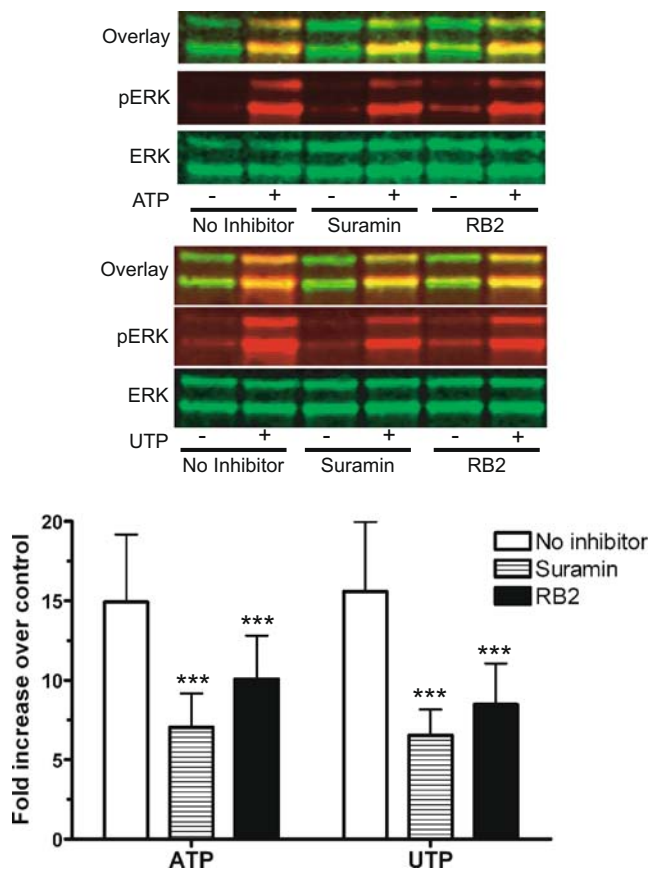 Overlay
pERK
ERK
ATP - + - + - +
No Inhibitor Suramin RB2
Overlay
pERK
ERK
UTP - + - + - +
No Inhibitor Suramin RB2
Fold increase over control
20
15
10
5
0
No inhibitor
Suramin
RB2
*** *** *** ***
ATP UTP